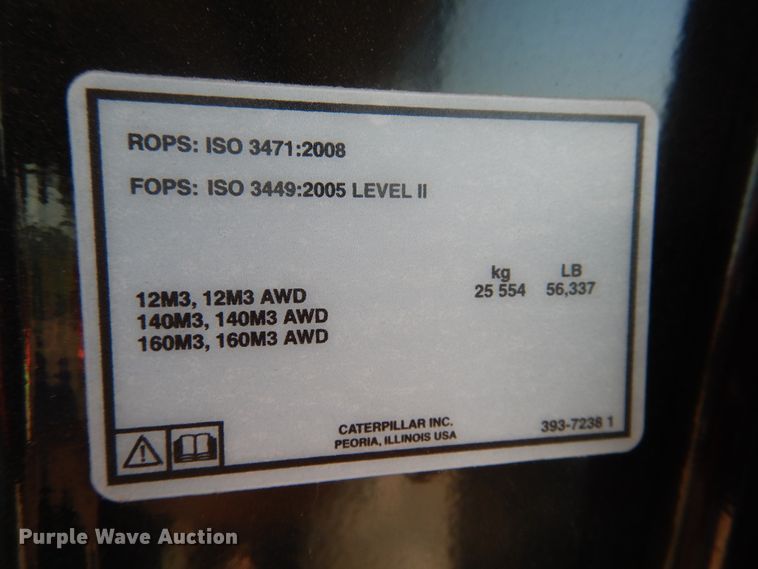 ROPS: ISO 3471:2008
FOPS: ISO 3449:2005 LEVEL II
kg LB
12M3, 12M3 AWD 25 554 56,337
140M3, 140M3 AWD
160M3, 160M3 AWD
CATERPILLAR INC.
PEORIA, ILLINOIS USA
393-7238 1
Purple Wave Auction